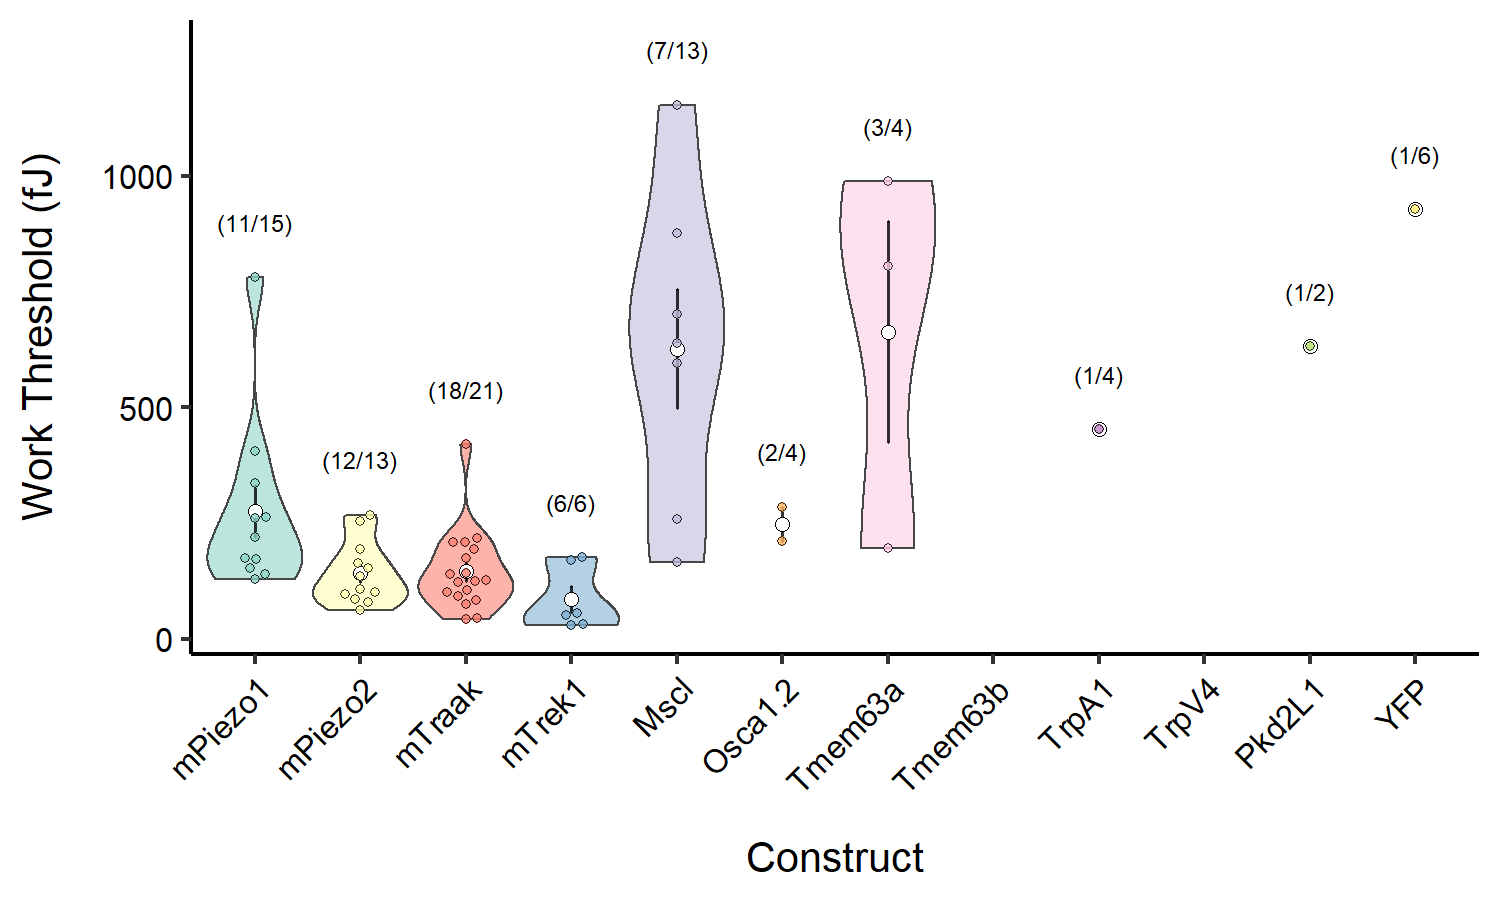 (7/13)
(3/4)
(1/6)
1000
(11/15)
(1/2)
(18/21)
(1/4)
500
(12/13)
(2/4)
(6/6)
0
Work Threshold (fJ)
mPiezo1
mPiezo2
mTraak
mTrek1
Mscl
Osca1.2
Tmem63a
Tmem63b
TrpA1
TrpV4
Pkd2L1
YFP
Construct